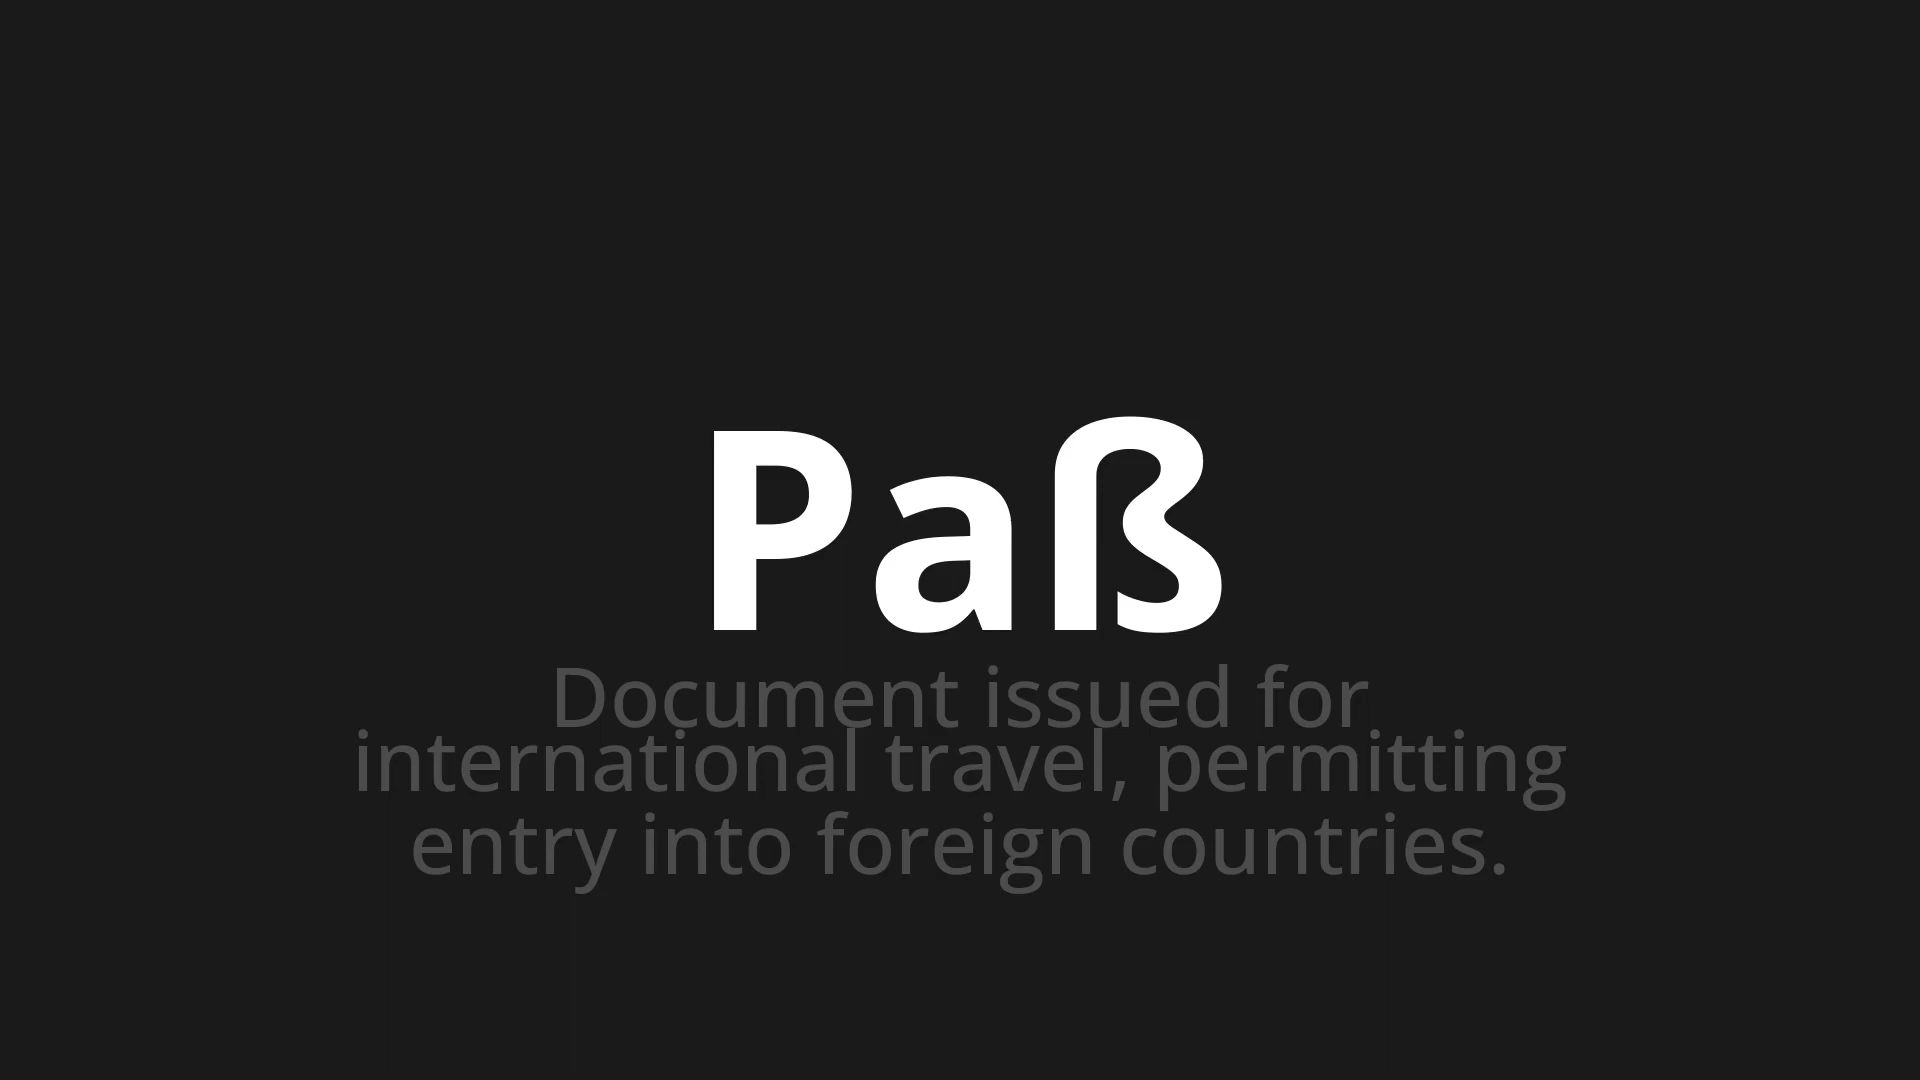 Paß
Document issued for
international travel, permitting
entry into foreign countries.